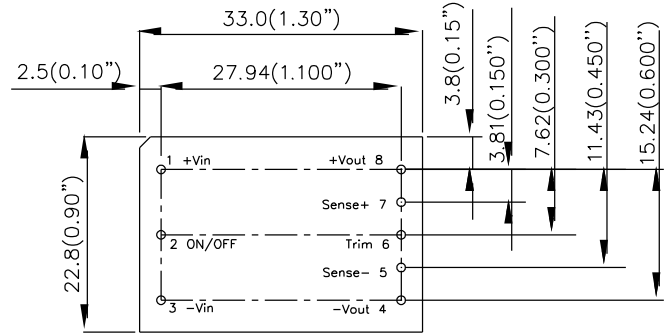 33.0(1.30")
2.5(0.10")
27.94(1.100")
3.8(0.15")
3.81(0.150")
7.62(0.300")
11.43(0.450")
15.24(0.600")
22.8(0.90")
1 +Vin
+Vout 8
Sense+ 7
2 ON/OFF
Trim 6
Sense- 5
3 -Vin
-Vout 4